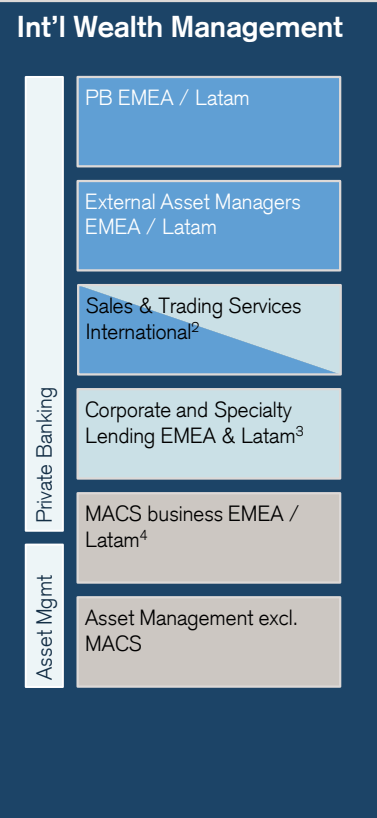 Int'l Wealth Management
Private Banking
PB EMEA / Latam
External Asset Managers
EMEA / Latam
Sales & Trading Services
International²
Corporate and Specialty
Lending EMEA & Latam³
MACS business EMEA /
Latam⁴
Asset Mgmt
Asset Management excl.
MACS